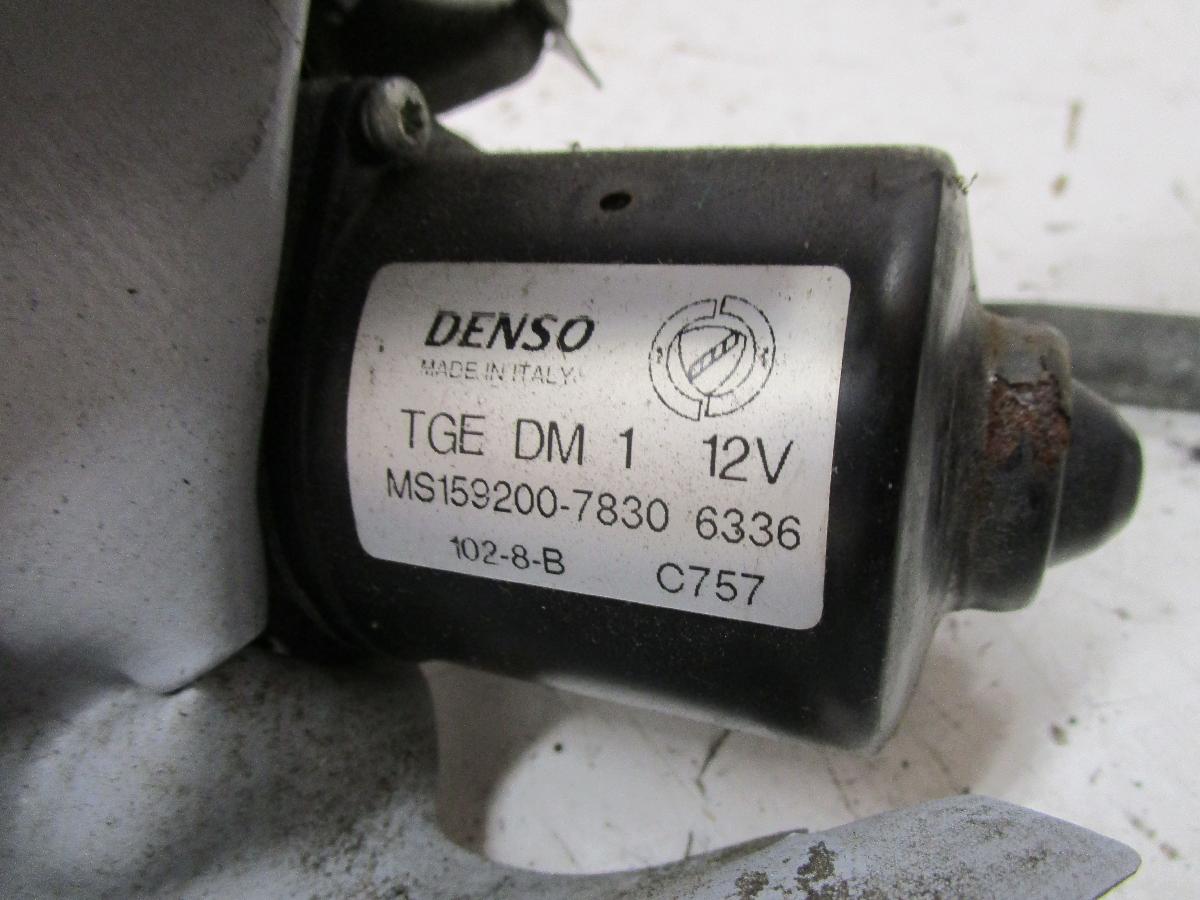 DENSO
MADE IN ITALY
TGE DM 1 12V
MS159200-7830 6336
102-8-B C757